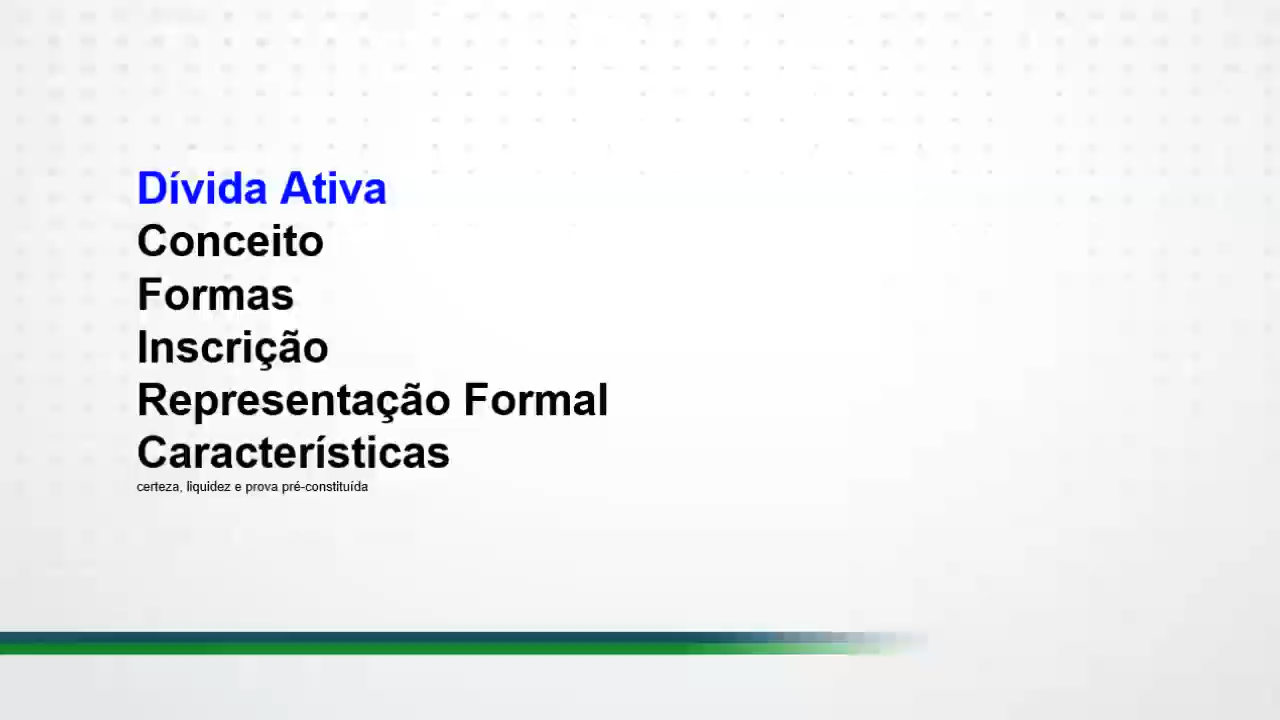 Dívida Ativa
Conceito
Formas
Inscrição
Representação Formal
Características
certeza, liquidez e prova pré-constituída